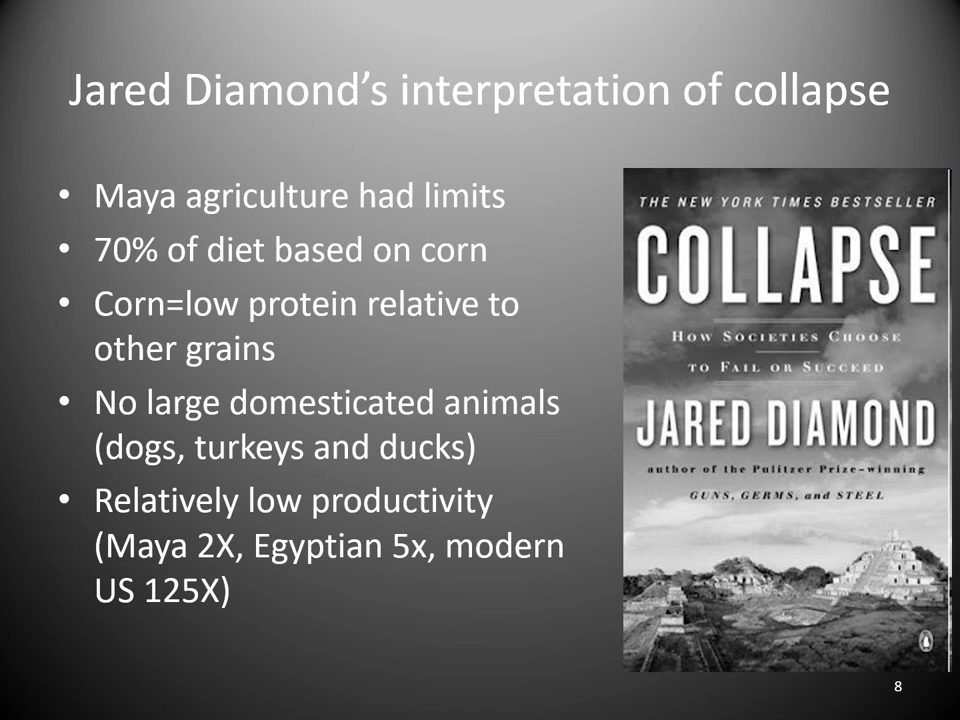 Jared Diamond’s interpretation of collapse
• Maya agriculture had limits
• 70% of diet based on corn
• Corn=low protein relative to
other grains
• No large domesticated animals
(dogs, turkeys and ducks)
• Relatively low productivity
(Maya 2X, Egyptian 5x, modern
US 125X)
THE NEW YORK TIMES BESTSELLER
COLLAPSE
HOW SOCIETIES CHOOSE
TO FAIL OR SUCCEED
JARED DIAMOND
author of the Pulitzer Prize–winning
GUNS, GERMS, and STEEL
8